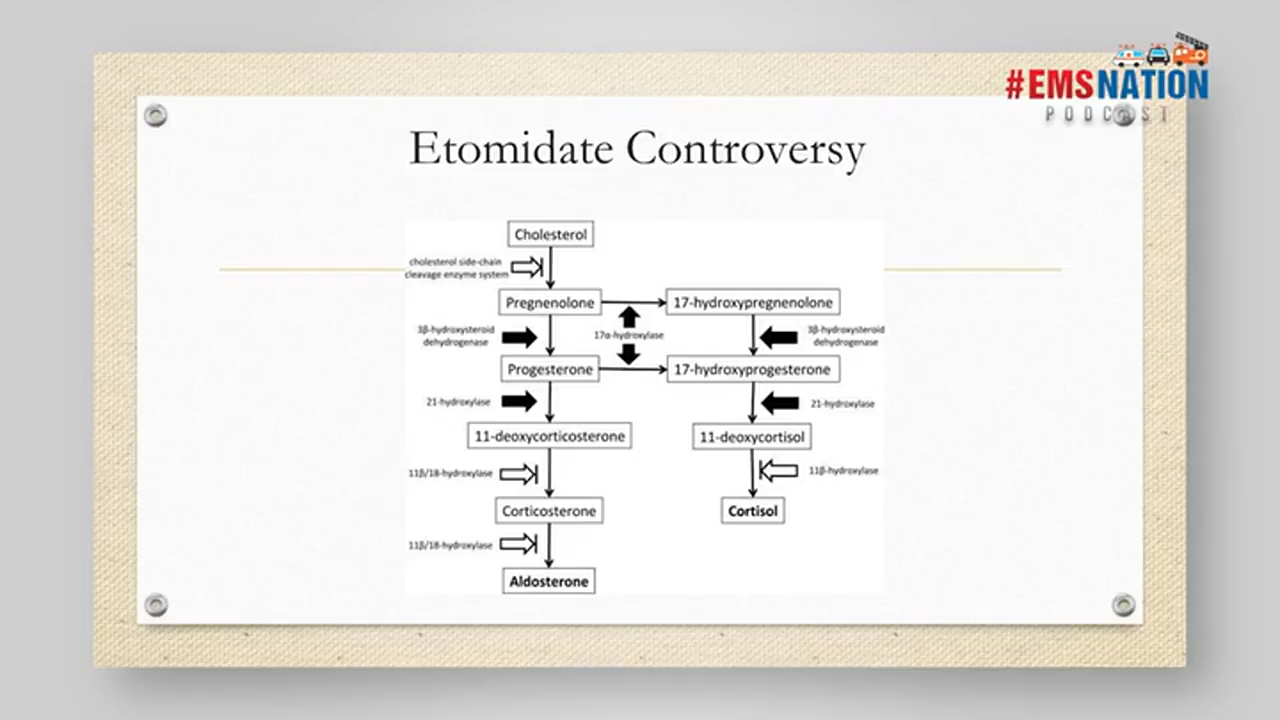 #EMSNATION
PODCAST
Etomidate Controversy
Cholesterol
cholesterol side-chain
cleavage enzyme system
Pregnenolone
17-hydroxypregnenolone
3β-hydroxysteroid
dehydrogenase
17α-hydroxylase
3β-hydroxysteroid
dehydrogenase
Progesterone
17-hydroxyprogesterone
21-hydroxylase
21-hydroxylase
11-deoxycorticosterone
11-deoxycortisol
11β/18-hydroxylase
11β-hydroxylase
Corticosterone
Cortisol
11β/18-hydroxylase
Aldosterone